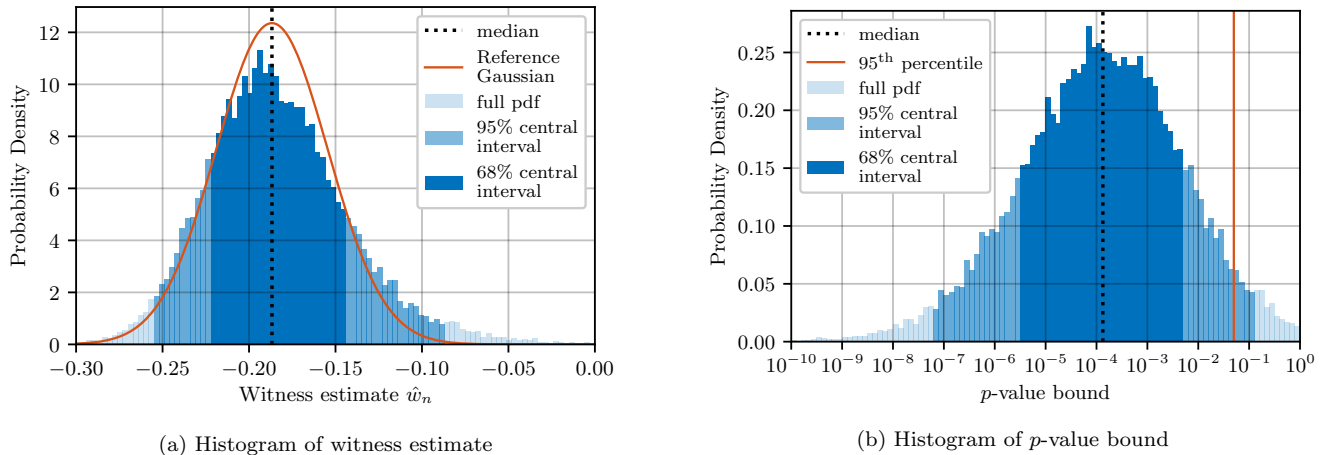 12
10
8
6
4
2
0
Probability Density
median
Reference
Gaussian
full pdf
95% central
interval
68% central
interval
−0.30 −0.25 −0.20 −0.15 −0.10 −0.05 0.00
Witness estimate ŵₙ
(a) Histogram of witness estimate
0.25
0.20
0.15
0.10
0.05
0.00
Probability Density
median
95ᵗʰ percentile
full pdf
95% central
interval
68% central
interval
10⁻¹⁰ 10⁻⁹ 10⁻⁸ 10⁻⁷ 10⁻⁶ 10⁻⁵ 10⁻⁴ 10⁻³ 10⁻² 10⁻¹ 10⁰
p-value bound
(b) Histogram of p-value bound